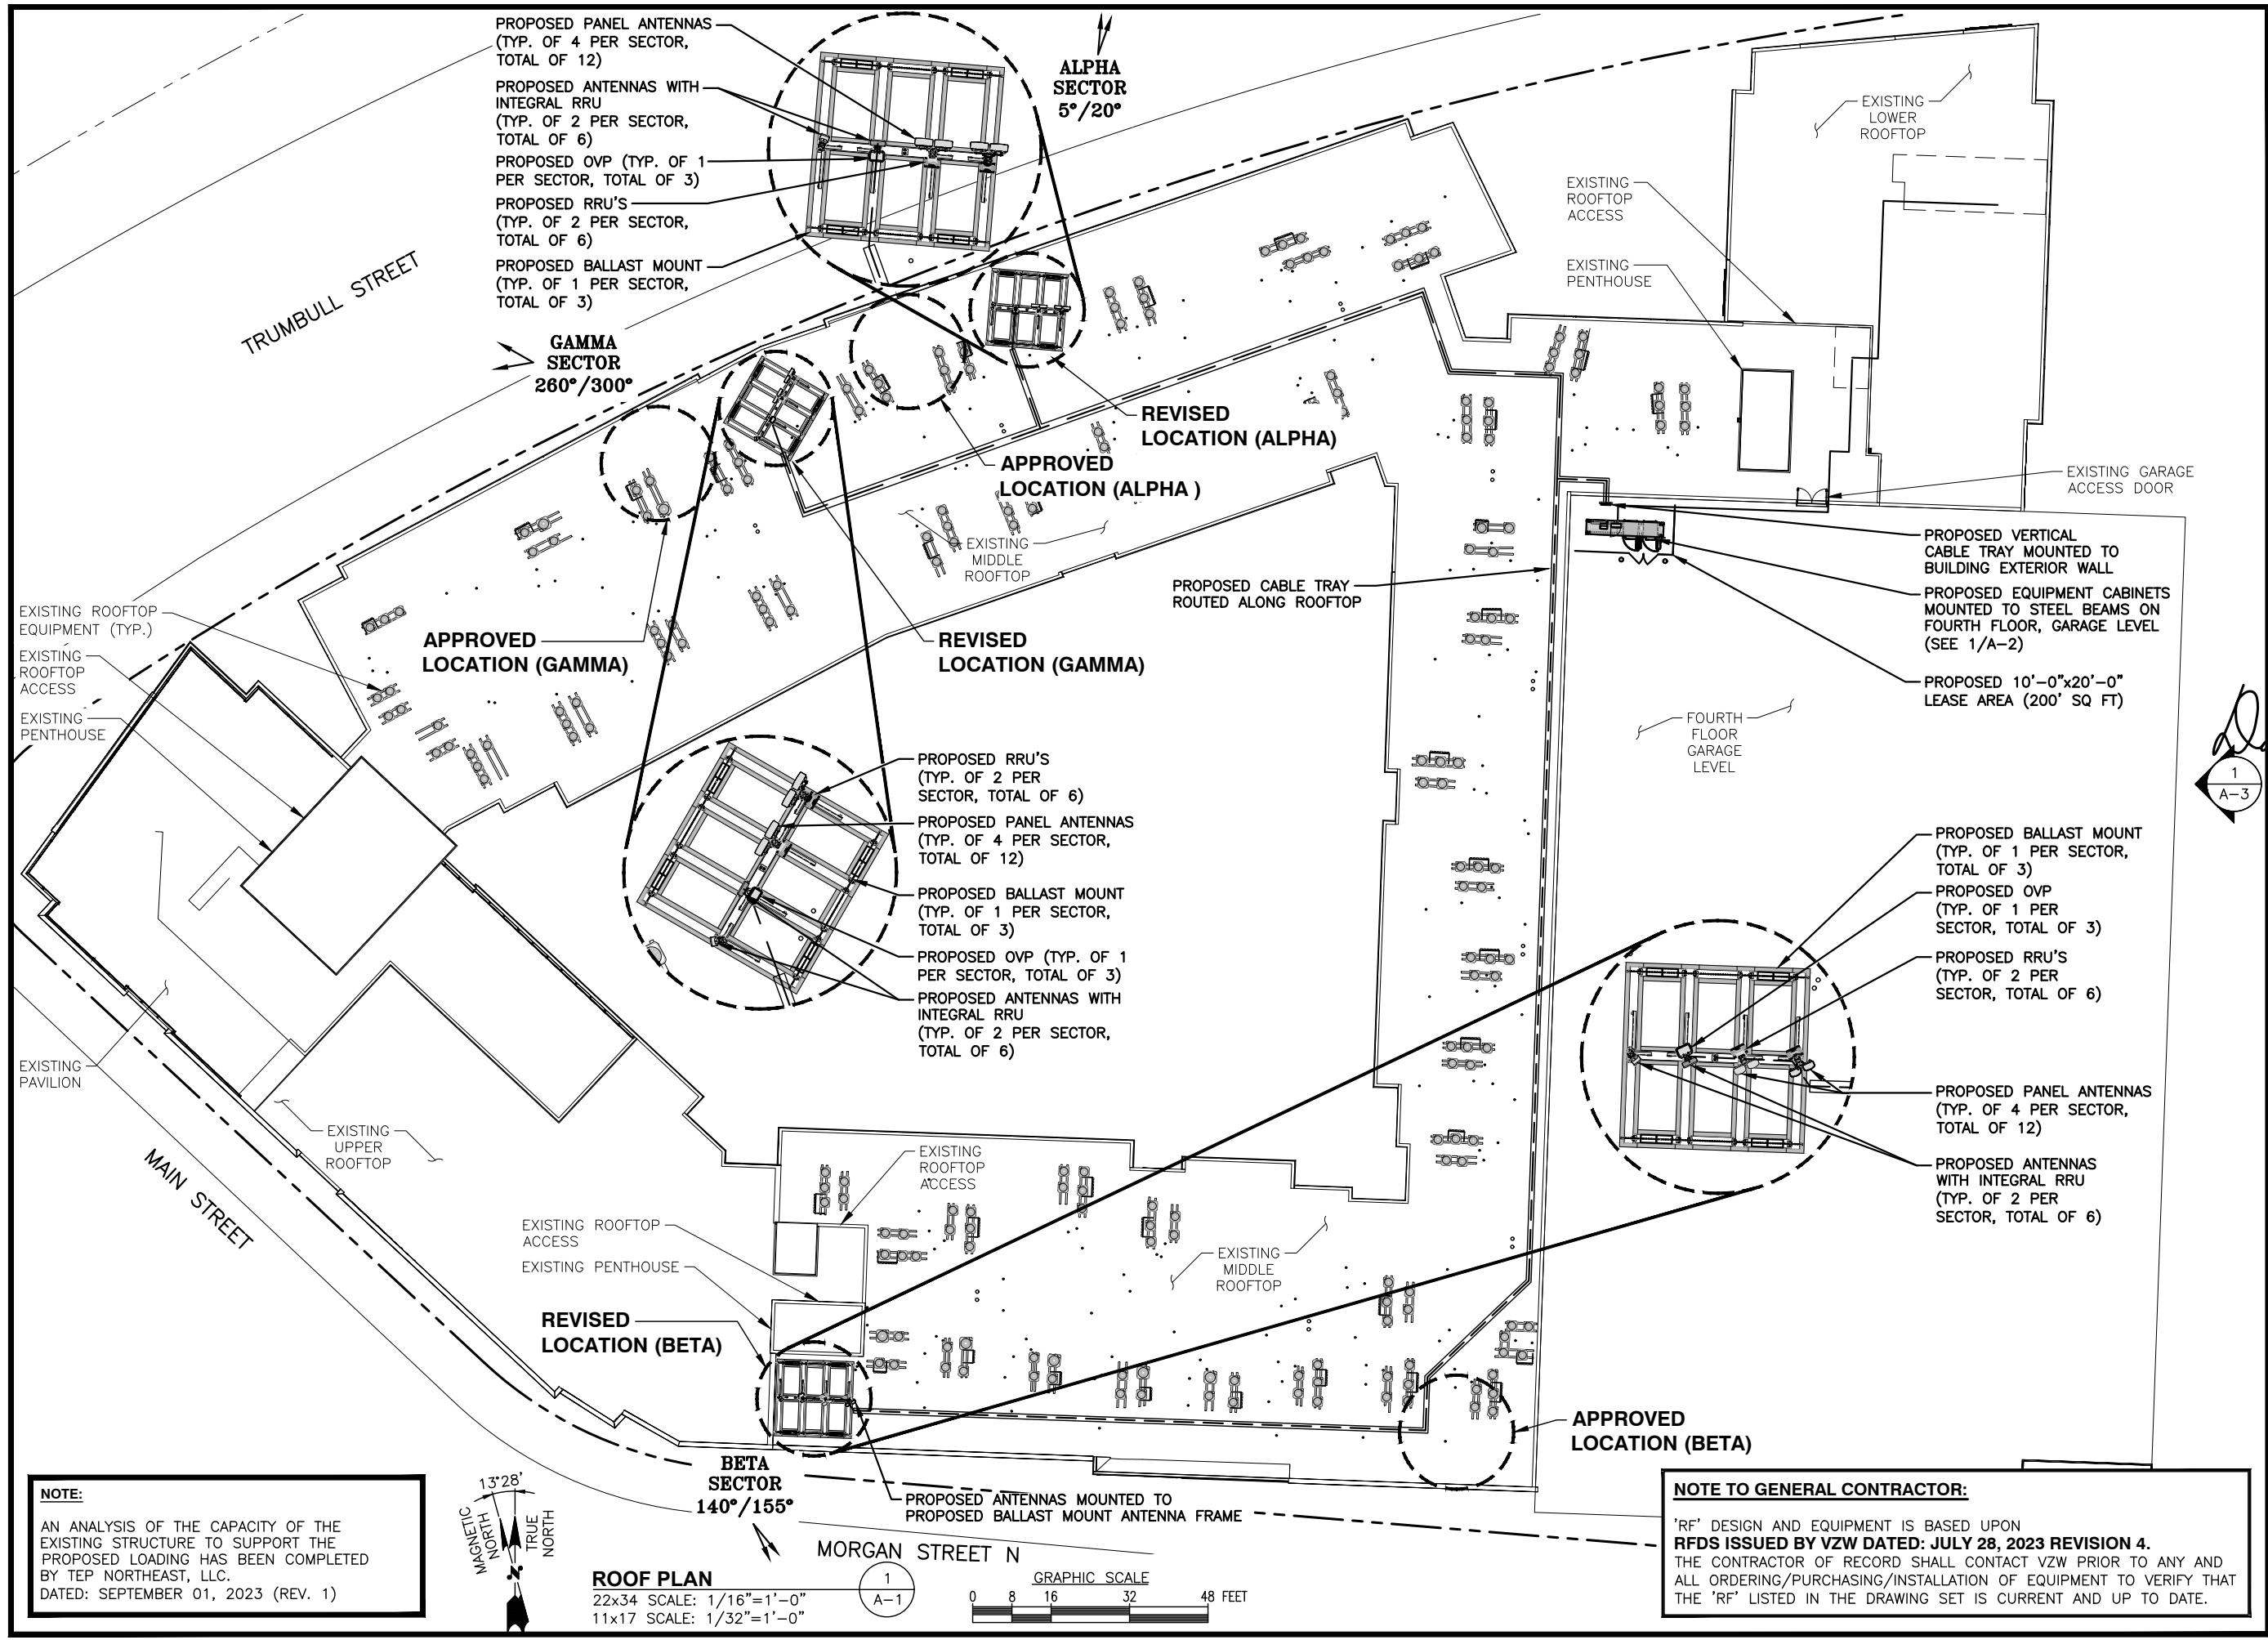 PROPOSED PANEL ANTENNAS
(TYP. OF 4 PER SECTOR,
TOTAL OF 12)
PROPOSED ANTENNAS WITH
INTEGRAL RRU
(TYP. OF 2 PER SECTOR,
TOTAL OF 6)
PROPOSED OVP (TYP. OF 1
PER SECTOR, TOTAL OF 3)
PROPOSED RRU'S
(TYP. OF 2 PER SECTOR,
TOTAL OF 6)
PROPOSED BALLAST MOUNT
(TYP. OF 1 PER SECTOR,
TOTAL OF 3)
ALPHA
SECTOR
5°/20°
EXISTING
LOWER
ROOFTOP
EXISTING
ROOFTOP
ACCESS
EXISTING
PENTHOUSE
TRUMBULL STREET
GAMMA
SECTOR
260°/300°
REVISED
LOCATION (ALPHA)
APPROVED
LOCATION (ALPHA )
EXISTING GARAGE
ACCESS DOOR
EXISTING
MIDDLE
ROOFTOP
PROPOSED CABLE TRAY
ROUTED ALONG ROOFTOP
PROPOSED VERTICAL
CABLE TRAY MOUNTED TO
BUILDING EXTERIOR WALL
PROPOSED EQUIPMENT CABINETS
MOUNTED TO STEEL BEAMS ON
FOURTH FLOOR, GARAGE LEVEL
(SEE 1/A-2)
PROPOSED 10'-0"x20'-0"
LEASE AREA (200' SQ FT)
EXISTING ROOFTOP
EQUIPMENT (TYP.)
EXISTING
ROOFTOP
ACCESS
EXISTING
PENTHOUSE
APPROVED
LOCATION (GAMMA)
REVISED
LOCATION (GAMMA)
FOURTH
FLOOR
GARAGE
LEVEL
1
A-3
PROPOSED RRU'S
(TYP. OF 2 PER
SECTOR, TOTAL OF 6)
PROPOSED PANEL ANTENNAS
(TYP. OF 4 PER SECTOR,
TOTAL OF 12)
PROPOSED BALLAST MOUNT
(TYP. OF 1 PER SECTOR,
TOTAL OF 3)
PROPOSED OVP (TYP. OF 1
PER SECTOR, TOTAL OF 3)
PROPOSED ANTENNAS WITH
INTEGRAL RRU
(TYP. OF 2 PER SECTOR,
TOTAL OF 6)
PROPOSED BALLAST MOUNT
(TYP. OF 1 PER SECTOR,
TOTAL OF 3)
PROPOSED OVP
(TYP. OF 1 PER
SECTOR, TOTAL OF 3)
PROPOSED RRU'S
(TYP. OF 2 PER
SECTOR, TOTAL OF 6)
PROPOSED PANEL ANTENNAS
(TYP. OF 4 PER SECTOR,
TOTAL OF 12)
PROPOSED ANTENNAS
WITH INTEGRAL RRU
(TYP. OF 2 PER
SECTOR, TOTAL OF 6)
EXISTING
PAVILION
EXISTING
UPPER
ROOFTOP
MAIN STREET
EXISTING
ROOFTOP
ACCESS
EXISTING ROOFTOP
ACCESS
EXISTING PENTHOUSE
EXISTING
MIDDLE
ROOFTOP
REVISED
LOCATION (BETA)
APPROVED
LOCATION (BETA)
BETA
SECTOR
140°/155°
PROPOSED ANTENNAS MOUNTED TO
PROPOSED BALLAST MOUNT ANTENNA FRAME
MORGAN STREET N
NOTE:
AN ANALYSIS OF THE CAPACITY OF THE
EXISTING STRUCTURE TO SUPPORT THE
PROPOSED LOADING HAS BEEN COMPLETED
BY TEP NORTHEAST, LLC.
DATED: SEPTEMBER 01, 2023 (REV. 1)
13°28'
MAGNETIC
NORTH
TRUE
NORTH
N
ROOF PLAN
22x34 SCALE: 1/16"=1'-0"
11x17 SCALE: 1/32"=1'-0"
1
A-1
GRAPHIC SCALE
0 8 16 32 48 FEET
NOTE TO GENERAL CONTRACTOR:
'RF' DESIGN AND EQUIPMENT IS BASED UPON
RFDS ISSUED BY VZW DATED: JULY 28, 2023 REVISION 4.
THE CONTRACTOR OF RECORD SHALL CONTACT VZW PRIOR TO ANY AND
ALL ORDERING/PURCHASING/INSTALLATION OF EQUIPMENT TO VERIFY THAT
THE 'RF' LISTED IN THE DRAWING SET IS CURRENT AND UP TO DATE.